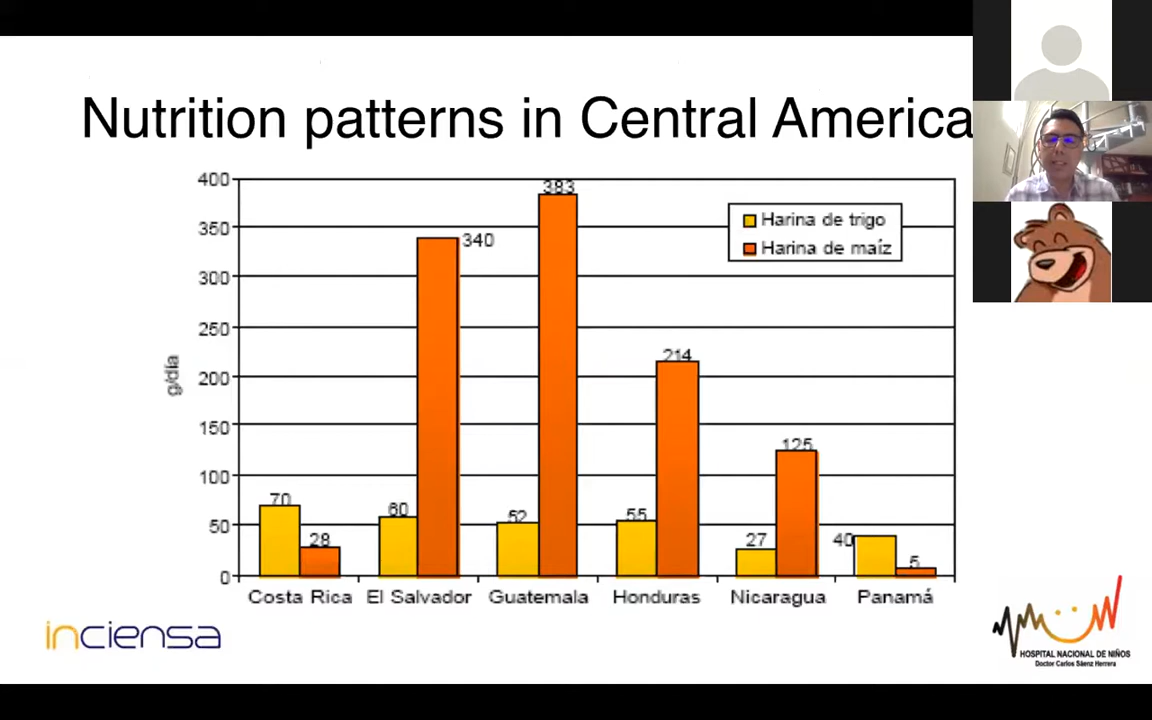 Nutrition patterns in Central America
400
350
300
250
200
150
100
50
0
g/día
Harina de trigo
Harina de maíz
70
28
60
340
52
383
55
214
27
125
40
5
Costa Rica
El Salvador
Guatemala
Honduras
Nicaragua
Panamá
inciensa
HOSPITAL NACIONAL DE NIÑOS
Doctor Carlos Sáenz Herrera